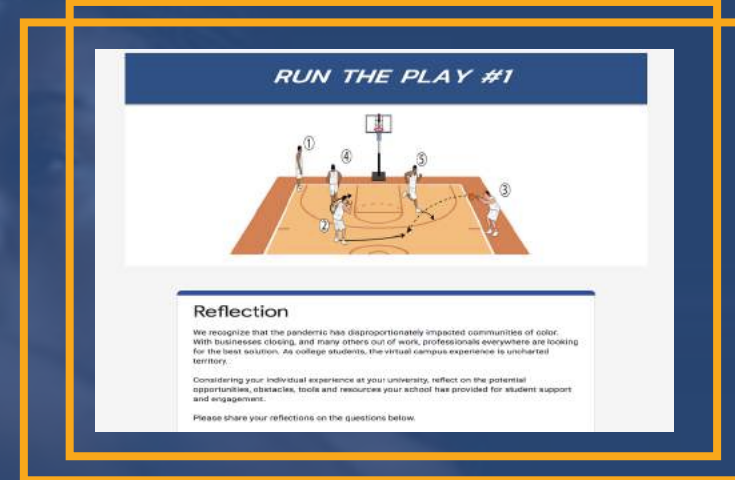 RUN THE PLAY #1
①
④
⑤
③
②
Reflection
We recognize that the pandemic has disproportionately impacted communities of color.
With businesses closing, and many others out of work, professionals everywhere are looking
for the best solution. As college students, the virtual campus experience is uncharted
territory.
Considering your individual experience at your university, reflect on the potential
opportunities, obstacles, tools and resources your school has provided for student support
and engagement.
Please share your reflections on the questions below.